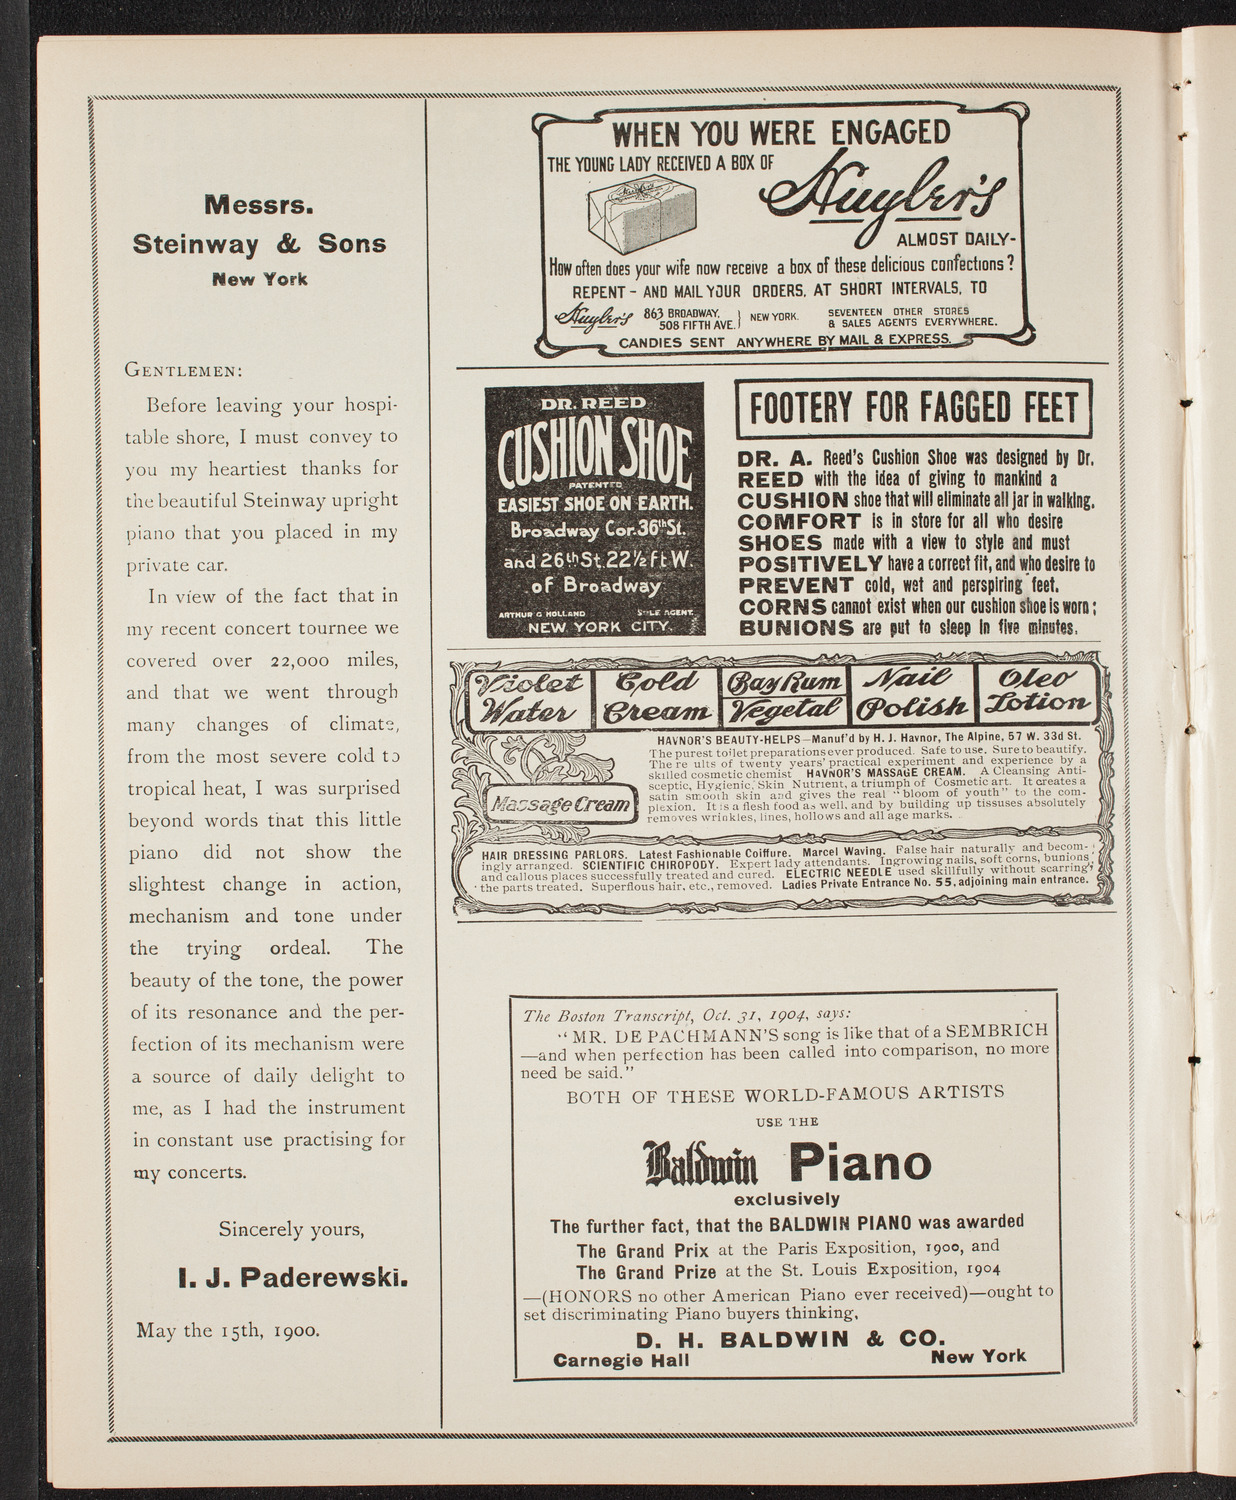 Messrs.
Steinway & Sons
New York
GENTLEMEN:
Before leaving your hospi-
table shore, I must convey to
you my heartiest thanks for
the beautiful Steinway upright
piano that you placed in my
private car.
In view of the fact that in
my recent concert tournee we
covered over 22,000 miles,
and that we went through
many changes of climate,
from the most severe cold to
tropical heat, I was surprised
beyond words that this little
piano did not show the
slightest change in action,
mechanism and tone under
the trying ordeal. The
beauty of the tone, the power
of its resonance and the per-
fection of its mechanism were
a source of daily delight to
me, as I had the instrument
in constant use practising for
my concerts.
Sincerely yours,
I. J. Paderewski.
May the 15th, 1900.
WHEN YOU WERE ENGAGED
THE YOUNG LADY RECEIVED A BOX OF
Huyler's
Huyler's
ALMOST DAILY-
How often does your wife now receive a box of these delicious confections?
REPENT - AND MAIL YOUR ORDERS, AT SHORT INTERVALS, TO
Huyler's 863 BROADWAY, 508 FIFTH AVE. } NEW YORK. SEVENTEEN OTHER STORES
& SALES AGENTS EVERYWHERE.
CANDIES SENT ANYWHERE BY MAIL & EXPRESS.
DR. REED
CUSHION SHOE
PATENTED
EASIEST SHOE ON EARTH.
Broadway Cor. 36th St.
and 26th St. 22½ ft W.
of Broadway
ARTHUR G HOLLAND SOLE AGENT.
NEW YORK CITY.
FOOTERY FOR FAGGED FEET
DR. A. Reed's Cushion Shoe was designed by Dr.
REED with the idea of giving to mankind a
CUSHION shoe that will eliminate all jar in walking.
COMFORT is in store for all who desire
SHOES made with a view to style and must
POSITIVELY have a correct fit, and who desire to
PREVENT cold, wet and perspiring feet.
CORNS cannot exist when our cushion shoe is worn;
BUNIONS are put to sleep in five minutes.
Violet Water
Cold Cream
Bay Rum
Vegetal
Nail Polish
Oleo Lotion
Massage Cream
HAVNOR'S BEAUTY-HELPS—Manuf'd by H. J. Havnor, The Alpine, 57 W. 33d St.
The purest toilet preparations ever produced. Safe to use. Sure to beautify.
The re ults of twenty years' practical experiment and experience by a
skilled cosmetic chemist HAVNOR'S MASSAGE CREAM. A Cleansing Anti-
sceptic, Hygienic, Skin Nutrient, a triumph of Cosmetic art. It creates a
satin smooth skin and gives the real "bloom of youth" to the com-
plexion. It is a flesh food as well, and by building up tissuses absolutely
removes wrinkles, lines, hollows and all age marks.
HAIR DRESSING PARLORS. Latest Fashionable Coiffure. Marcel Waving. False hair naturally and becom-
ingly arranged. SCIENTIFIC CHIROPODY. Expert lady attendants. Ingrowing nails, soft corns, bunions
and callous places successfully treated and cured. ELECTRIC NEEDLE used skillfully without scarring
the parts treated. Superflous hair, etc., removed. Ladies Private Entrance No. 55, adjoining main entrance.
The Boston Transcript, Oct. 31, 1904, says:
"MR. DE PACHMANN'S song is like that of a SEMBRICH
—and when perfection has been called into comparison, no more
need be said."
BOTH OF THESE WORLD-FAMOUS ARTISTS
USE THE
Baldwin Piano
exclusively
The further fact, that the BALDWIN PIANO was awarded
The Grand Prix at the Paris Exposition, 1900, and
The Grand Prize at the St. Louis Exposition, 1904
—(HONORS no other American Piano ever received)—ought to
set discriminating Piano buyers thinking,
D. H. BALDWIN & CO.
Carnegie Hall New York